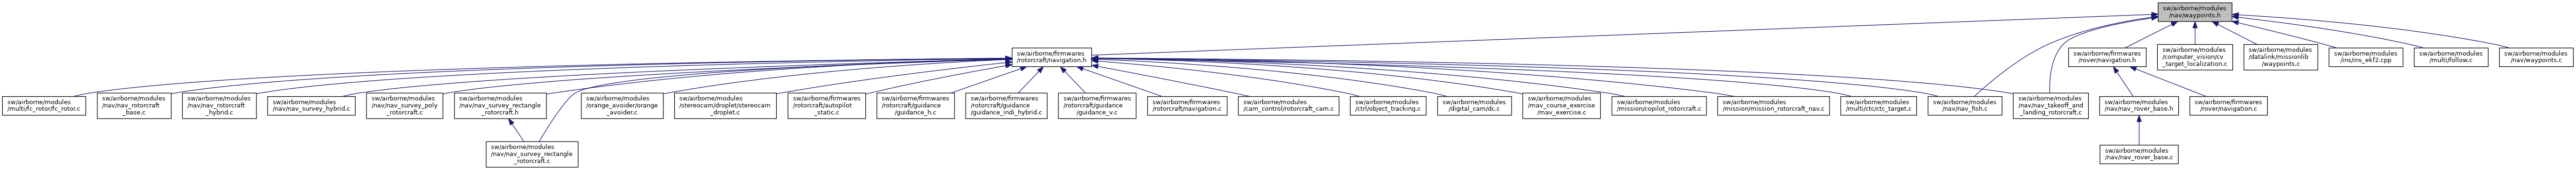 sw/airborne/modules
/nav/waypoints.h
sw/airborne/firmwares
/rotorcraft/navigation.h
sw/airborne/firmwares
/rover/navigation.h
sw/airborne/modules
/computer_vision/cv
_target_localization.c
sw/airborne/modules
/datalink/missionlib
/waypoints.c
sw/airborne/modules
/ins/ins_ekf2.cpp
sw/airborne/modules
/multi/follow.c
sw/airborne/modules
/nav/waypoints.c
sw/airborne/modules
/multi/fc_rotor/fc_rotor.c
sw/airborne/modules
/nav/nav_rotorcraft
_base.c
sw/airborne/modules
/nav/nav_rotorcraft
_hybrid.c
sw/airborne/modules
/nav/nav_survey_hybrid.c
sw/airborne/modules
/nav/nav_survey_poly
_rotorcraft.c
sw/airborne/modules
/nav/nav_survey_rectangle
_rotorcraft.h
sw/airborne/modules
/orange_avoider/orange
_avoider.c
sw/airborne/modules
/stereocam/droplet/stereocam
_droplet.c
sw/airborne/firmwares
/rotorcraft/autopilot
_static.c
sw/airborne/firmwares
/rotorcraft/guidance
/guidance_h.c
sw/airborne/firmwares
/rotorcraft/guidance
/guidance_indi_hybrid.c
sw/airborne/firmwares
/rotorcraft/guidance
/guidance_v.c
sw/airborne/firmwares
/rotorcraft/navigation.c
sw/airborne/modules
/cam_control/rotorcraft_cam.c
sw/airborne/modules
/ctrl/object_tracking.c
sw/airborne/modules
/digital_cam/dc.c
sw/airborne/modules
/mav_course_exercise
/mav_exercise.c
sw/airborne/modules
/mission/copilot_rotorcraft.c
sw/airborne/modules
/mission/mission_rotorcraft_nav.c
sw/airborne/modules
/multi/ctc/ctc_target.c
sw/airborne/modules
/nav/nav_fish.c
sw/airborne/modules
/nav/nav_takeoff_and
_landing_rotorcraft.c
sw/airborne/modules
/nav/nav_rover_base.h
sw/airborne/firmwares
/rover/navigation.c
sw/airborne/modules
/nav/nav_survey_rectangle
_rotorcraft.c
sw/airborne/modules
/nav/nav_rover_base.c